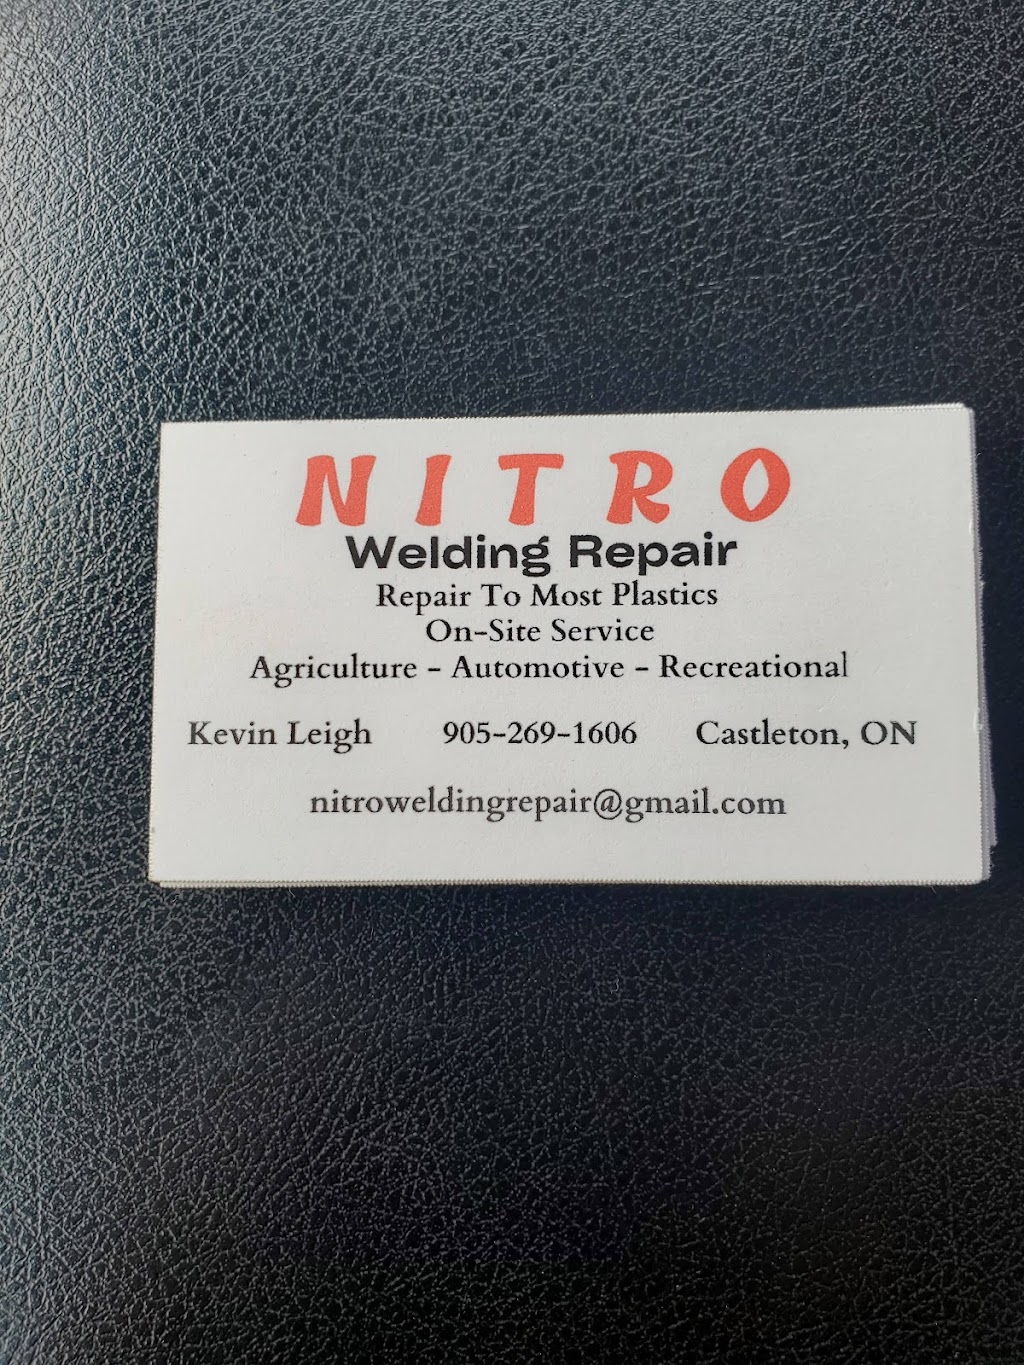 NITRO
Welding Repair
Repair To Most Plastics
On-Site Service
Agriculture - Automotive - Recreational
Kevin Leigh 905-269-1606 Castleton, ON
nitroweldingrepair@gmail.com